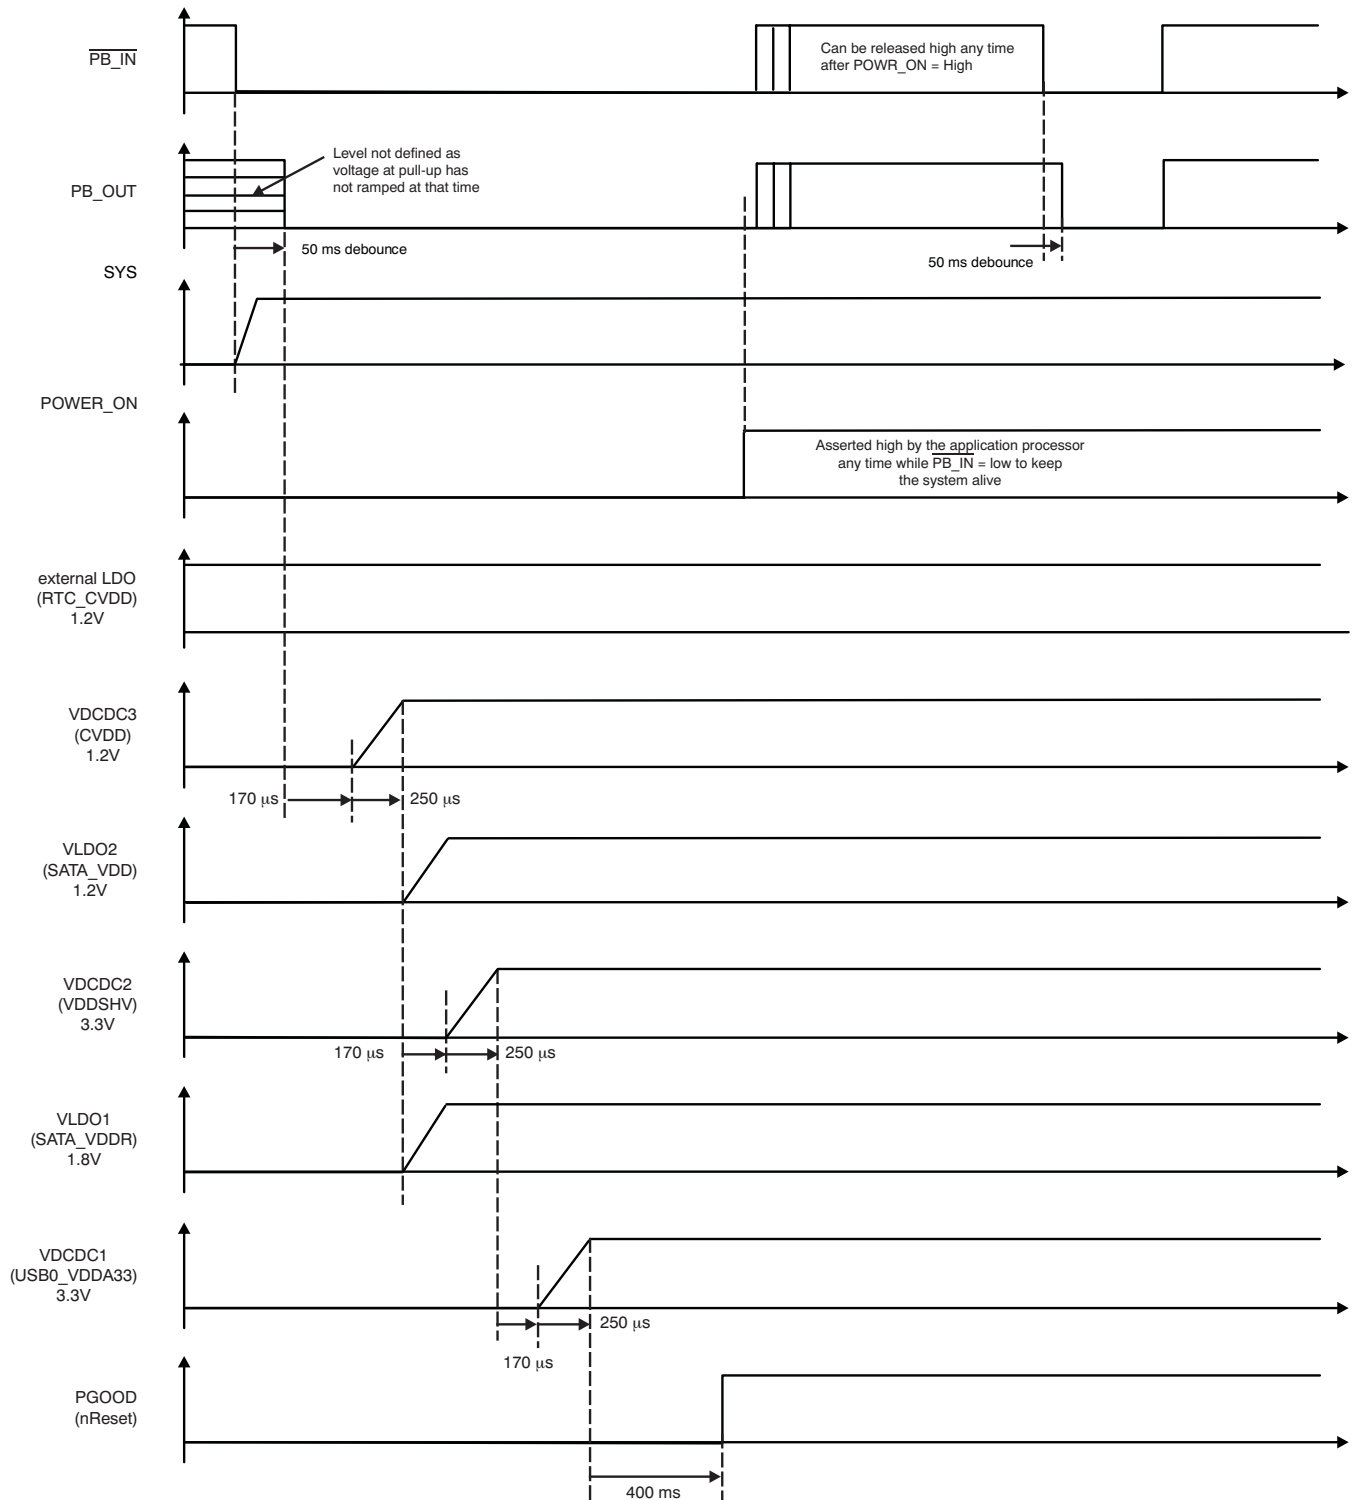 PB_IN
Can be released high any time
after POWR_ON = High
PB_OUT
Level not defined as
voltage at pull-up has
not ramped at that time
50 ms debounce
50 ms debounce
SYS
POWER_ON
Asserted high by the application processor
any time while PB_IN = low to keep
the system alive
external LDO
(RTC_CVDD)
1.2V
VDCDC3
(CVDD)
1.2V
170 μs
250 μs
VLDO2
(SATA_VDD)
1.2V
VDCDC2
(VDDSHV)
3.3V
170 μs
250 μs
VLDO1
(SATA_VDDR)
1.8V
VDCDC1
(USB0_VDDA33)
3.3V
250 μs
170 μs
PGOOD
(nReset)
400 ms